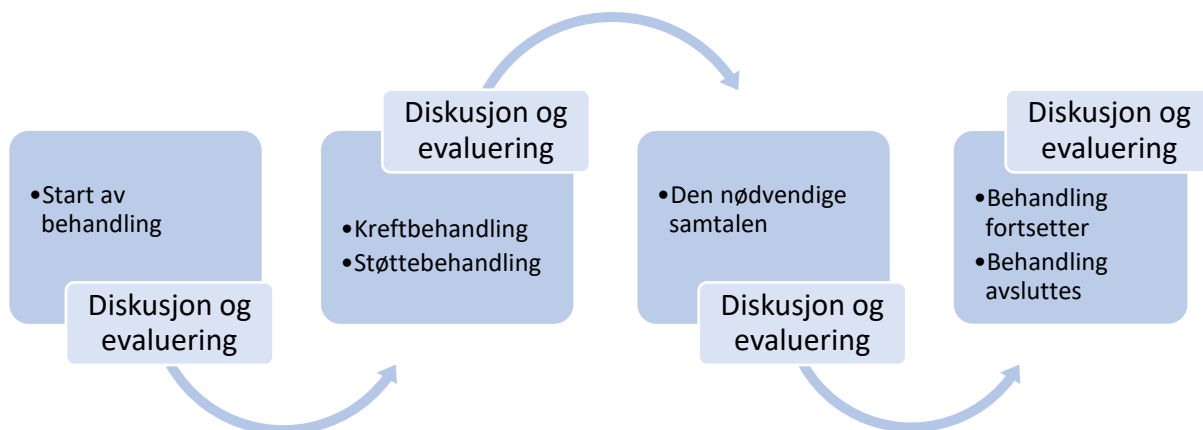 •Start av
behandling
Diskusjon og
evaluering
Diskusjon og
evaluering
•Kreftbehandling
•Støttebehandling
•Den nødvendige
samtalen
Diskusjon og
evaluering
Diskusjon og
evaluering
•Behandling
fortsetter
•Behandling
avsluttes